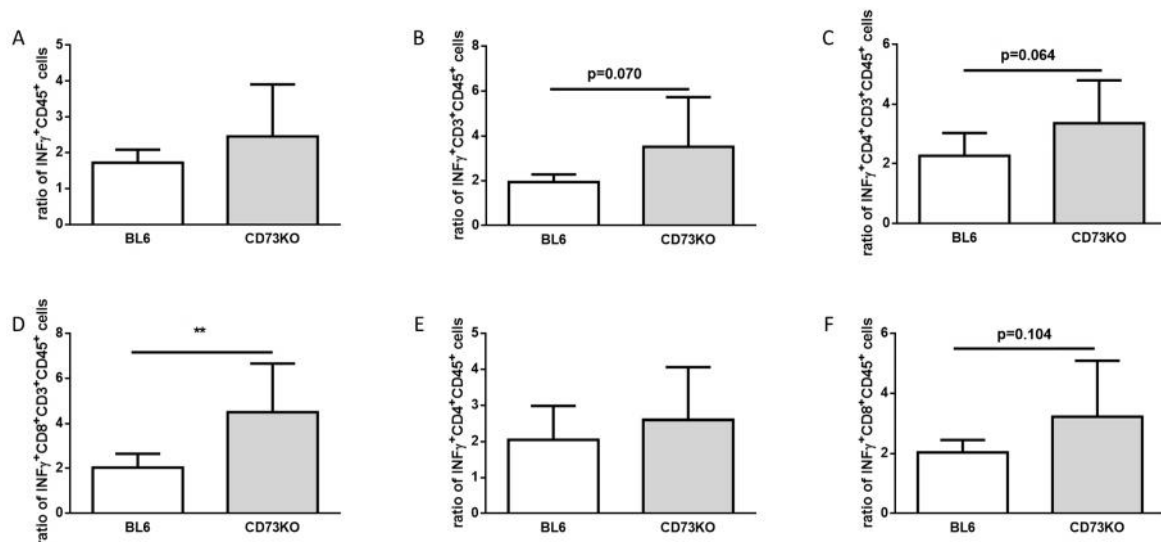 A
ratio of INFγ⁺CD45⁺ cells
5
4
3
2
1
0
BL6
CD73KO
B
ratio of INFγ⁺CD3⁺CD45⁺ cells
8
6
4
2
0
p=0.070
BL6
CD73KO
C
ratio of INFγ⁺CD4⁺CD3⁺CD45⁺ cells
6
4
2
0
p=0.064
BL6
CD73KO
D
ratio of INFγ⁺CD8⁺CD3⁺CD45⁺ cells
8
6
4
2
0
**
BL6
CD73KO
E
ratio of INFγ⁺CD4⁺CD45⁺ cells
5
4
3
2
1
0
BL6
CD73KO
F
ratio of INFγ⁺CD8⁺CD45⁺ cells
6
4
2
0
p=0.104
BL6
CD73KO